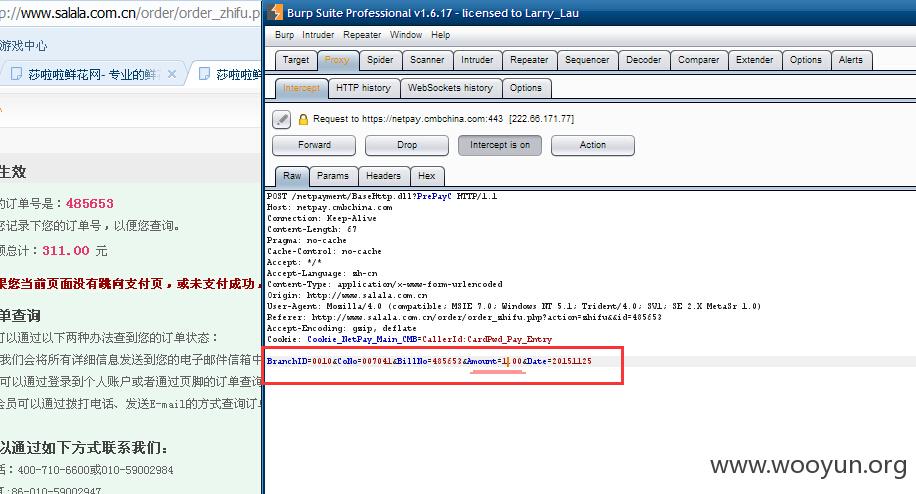 p://www.salala.com.cn/order/order_zhifu.p
游戏中心
莎啦啦鲜花网- 专业的鲜 ×
莎啦啦鲜
生效
的订单号是：485653
您记录下您的订单号，以便您查询。
额总计：311.00 元
果您当前页面没有跳向支付页，或未支付成功，
单查询
可以通过以下两种办法查到您的订单状态：
我们会将所有详细信息发送到您的电子邮件信箱中
可以通过登录到个人账户或者通过页脚的订单查询
会员可以通过拨打电话、发送E-mail的方式查询订单
以通过如下方式联系我们：
话：400-710-6600或010-59002984
真:86-010-59002947
Burp Suite Professional v1.6.17 - licensed to Larry_Lau
Burp Intruder Repeater Window Help
Target Proxy Spider Scanner Intruder Repeater Sequencer Decoder Comparer Extender Options Alerts
Intercept HTTP history WebSockets history Options
Request to https://netpay.cmbchina.com:443 [222.66.171.77]
Forward Drop Intercept is on Action
Raw Params Headers Hex
POST /netpayment/BaseHttp.dll?PrePayC HTTP/1.1
Host: netpay.cmbchina.com
Connection: Keep-Alive
Content-Length: 67
Pragma: no-cache
Cache-Control: no-cache
Accept: */*
Accept-Language: zh-cn
Content-Type: application/x-www-form-urlencoded
Origin: http://www.salala.com.cn
User-Agent: Mozilla/4.0 (compatible; MSIE 7.0; Windows NT 5.1; Trident/4.0; SV1; SE 2.X MetaSr 1.0)
Referer: http://www.salala.com.cn/order/order_zhifu.php?action=zhifu&&id=485653
Accept-Encoding: gzip, deflate
Cookie: Cookie_NetPay_Main_CMB=CallerId:CardPwd_Pay_Entry
BranchID=0010&CoNo=007041&BillNo=485653&Amount=11.00&Date=20151125
www.wooyun.org